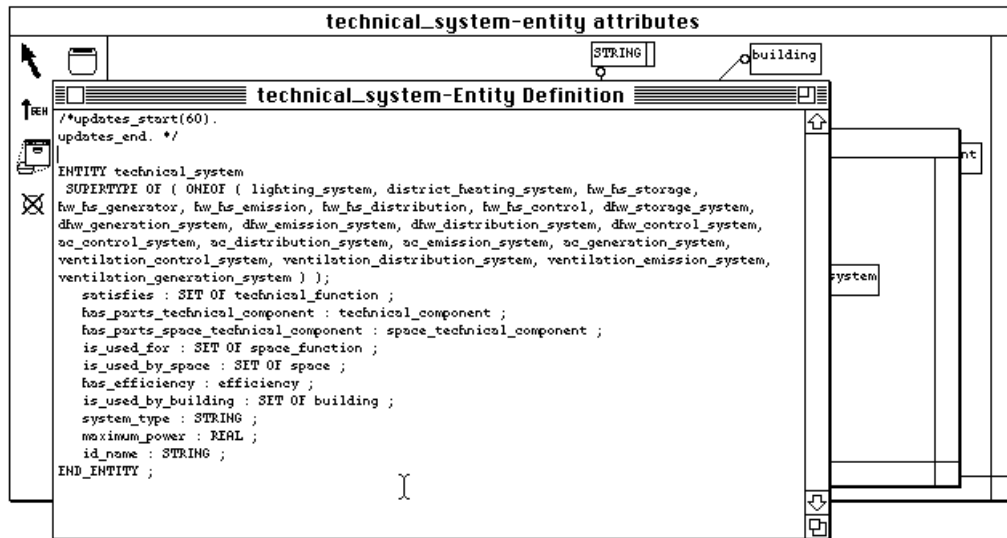 technical_system-entity attributes
STRING
building
GEN
technical_system-Entity Definition
/*updates_start(60).
updates_end. */
nt
ENTITY technical_system
SUPERTYPE OF ( ONEOF ( lighting_system, district_heating_system, hw_hs_storage,
hw_hs_generator, hw_hs_emission, hw_hs_distribution, hw_hs_control, dhw_storage_system,
dhw_generation_system, dhw_emission_system, dhw_distribution_system, dhw_control_system,
ac_control_system, ac_distribution_system, ac_emission_system, ac_generation_system,
ventilation_control_system, ventilation_distribution_system, ventilation_emission_system,
ventilation_generation_system ) );
system
satisfies : SET OF technical_function ;
has_parts_technical_component : technical_component ;
has_parts_space_technical_component : space_technical_component ;
is_used_for : SET OF space_function ;
is_used_by_space : SET OF space ;
has_efficiency : efficiency ;
is_used_by_building : SET OF building ;
system_type : STRING ;
maximum_power : REAL ;
id_name : STRING ;
END_ENTITY ;